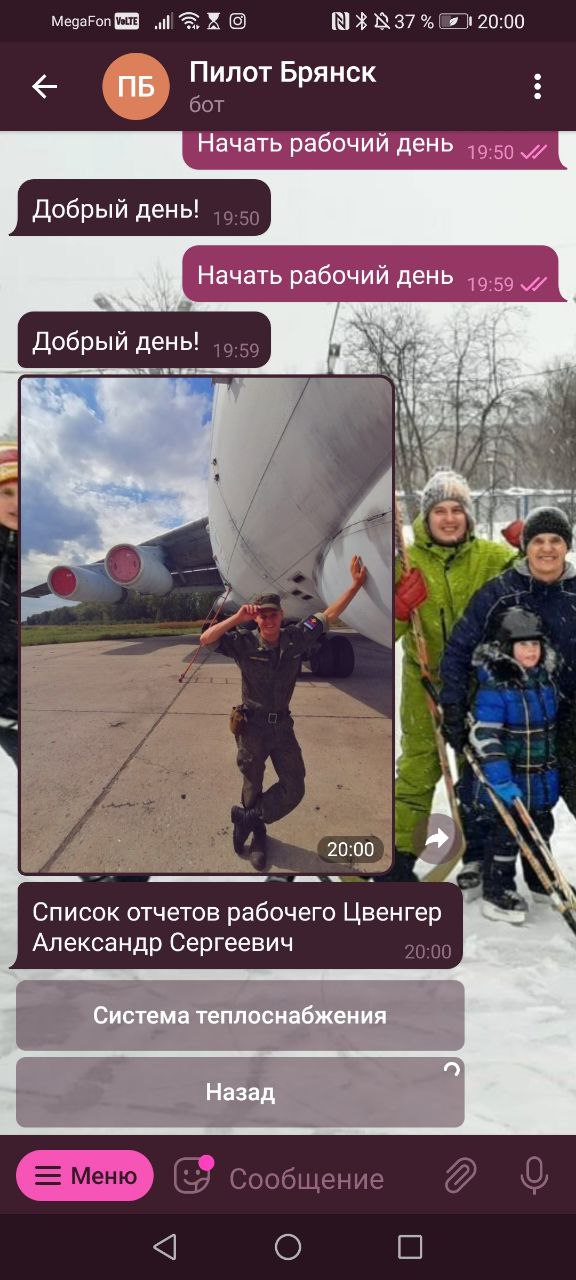 MegaFon VoLTE 37 % 20:00
ПБ
Пилот Брянск
бот
Начать рабочий день 19:50
Добрый день! 19:50
Начать рабочий день 19:59
Добрый день! 19:59
20:00
Список отчетов рабочего Цвенгер
Александр Сергеевич 20:00
Система теплоснабжения
Назад
Меню
Сообщение